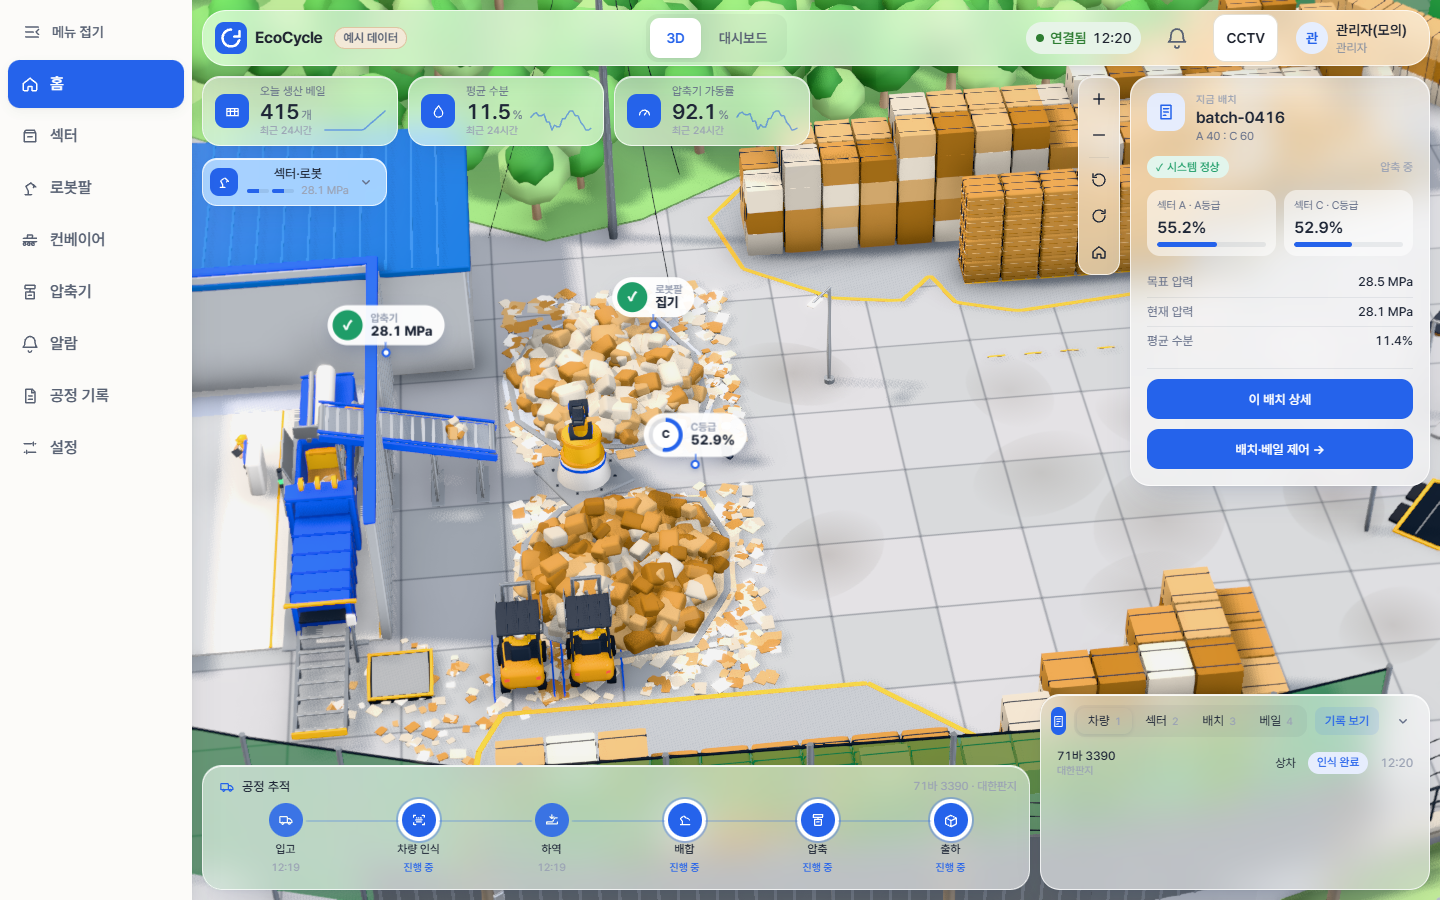 메뉴 접기
홈
섹터
로봇팔
컨베이어
압축기
알람
공정 기록
설정
EcoCycle
예시 데이터
3D
대시보드
연결됨 12:20
CCTV
관
관리자(모의)
관리자
오늘 생산 베일
415개
최근 24시간
평균 수분
11.5%
최근 24시간
압축기 가동률
92.1%
최근 24시간
섹터·로봇
28.1 MPa
압축기
28.1 MPa
로봇팔
집기
C
C등급
52.9%
지금 배치
batch-0416
A 40 : C 60
✓ 시스템 정상
압축 중
섹터 A · A등급
55.2%
섹터 C · C등급
52.9%
목표 압력
28.5 MPa
현재 압력
28.1 MPa
평균 수분
11.4%
이 배치 상세
배치·베일 제어 →
공정 추적
71바 3390 · 대한판지
입고
12:19
차량 인식
진행 중
하역
12:19
배합
진행 중
압축
진행 중
출하
진행 중
차량 1
섹터 2
배치 3
베일 4
기록 보기
71바 3390
대한판지
상차
인식 완료
12:20